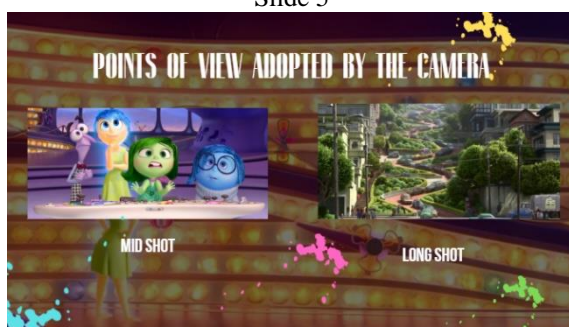 Slide 5
POINTS OF VIEW ADOPTED BY THE CAMERA
MID SHOT
LONG SHOT